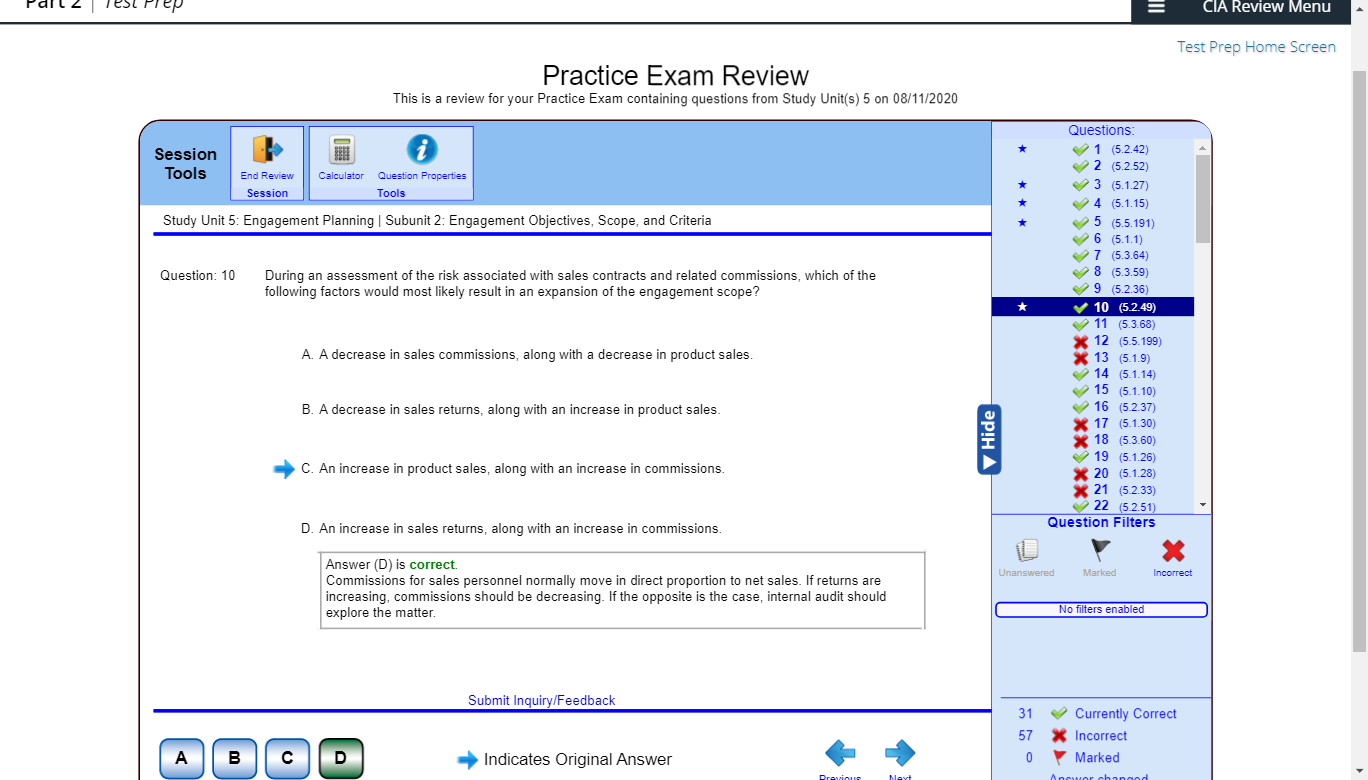 Part 2 | Test Prep
CIA Review Menu
Test Prep Home Screen
Practice Exam Review
This is a review for your Practice Exam containing questions from Study Unit(s) 5 on 08/11/2020
Session
Tools
End Review
Session
Calculator
Question Properties
Tools
Study Unit 5: Engagement Planning | Subunit 2: Engagement Objectives, Scope, and Criteria
Question: 10
During an assessment of the risk associated with sales contracts and related commissions, which of the
following factors would most likely result in an expansion of the engagement scope?
A. A decrease in sales commissions, along with a decrease in product sales.
B. A decrease in sales returns, along with an increase in product sales.
C. An increase in product sales, along with an increase in commissions.
D. An increase in sales returns, along with an increase in commissions.
Answer (D) is correct.
Commissions for sales personnel normally move in direct proportion to net sales. If returns are
increasing, commissions should be decreasing. If the opposite is the case, internal audit should
explore the matter.
Submit Inquiry/Feedback
A B C D
Indicates Original Answer
Previous
Next
Questions:
1 (5.2.42)
2 (5.2.52)
3 (5.1.27)
4 (5.1.15)
5 (5.5.191)
6 (5.1.1)
7 (5.3.64)
8 (5.3.59)
9 (5.2.36)
10 (5.2.49)
11 (5.3.68)
12 (5.5.199)
13 (5.1.9)
14 (5.1.14)
15 (5.1.10)
16 (5.2.37)
17 (5.1.30)
18 (5.3.60)
19 (5.1.26)
20 (5.1.28)
21 (5.2.33)
22 (5.2.51)
Hide
Question Filters
Unanswered
Marked
Incorrect
No filters enabled
31 Currently Correct
57 Incorrect
0 Marked
Answer changed